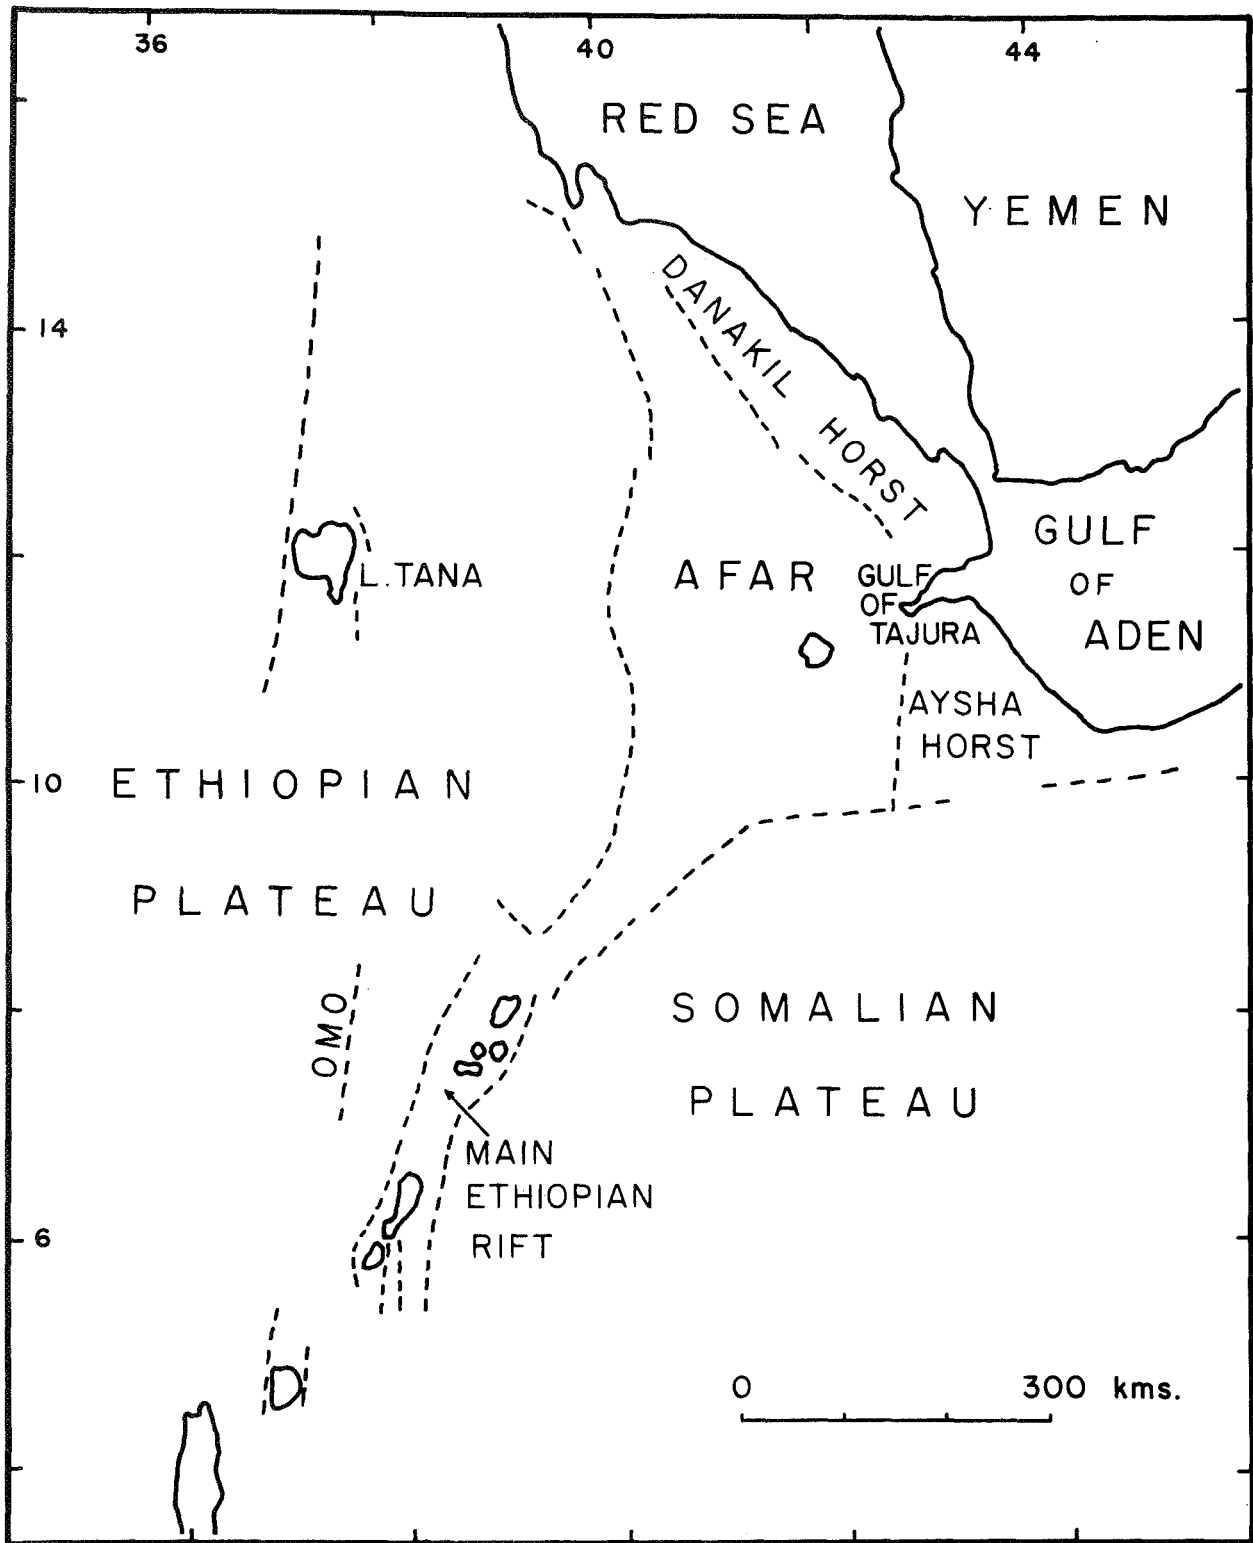 36
40
44
RED SEA
YEMEN
DANAKIL HORST
14
GULF
OF
ADEN
L. TANA
AFAR
GULF
OF
TAJURA
AYSHA
HORST
10
ETHIOPIAN
PLATEAU
OMO
SOMALIAN
PLATEAU
MAIN
ETHIOPIAN
RIFT
6
0 300 kms.